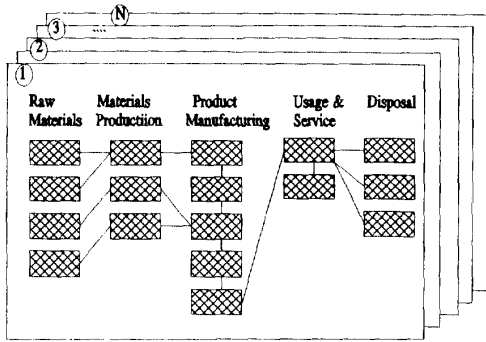 N
3 ....
2
1
Raw Materials Product Usage & Disposal
Materials Productiion Manufacturing Service